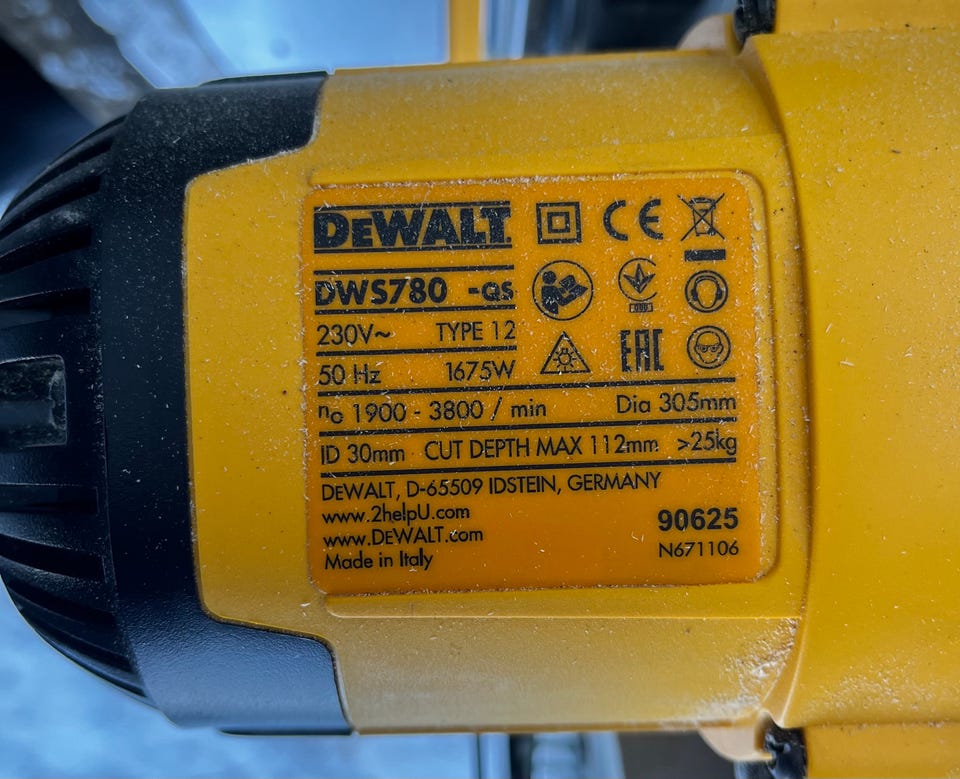 DEWALT
CE
DWS780 -QS
230V~ TYPE 12
EAC
50 Hz 1675W
n₀ 1900 - 3800 / min Dia 305mm
ID 30mm CUT DEPTH MAX 112mm >25kg
DEWALT, D-65509 IDSTEIN, GERMANY
www.2helpU.com
www.DEWALT.com
90625
Made in Italy
N671106